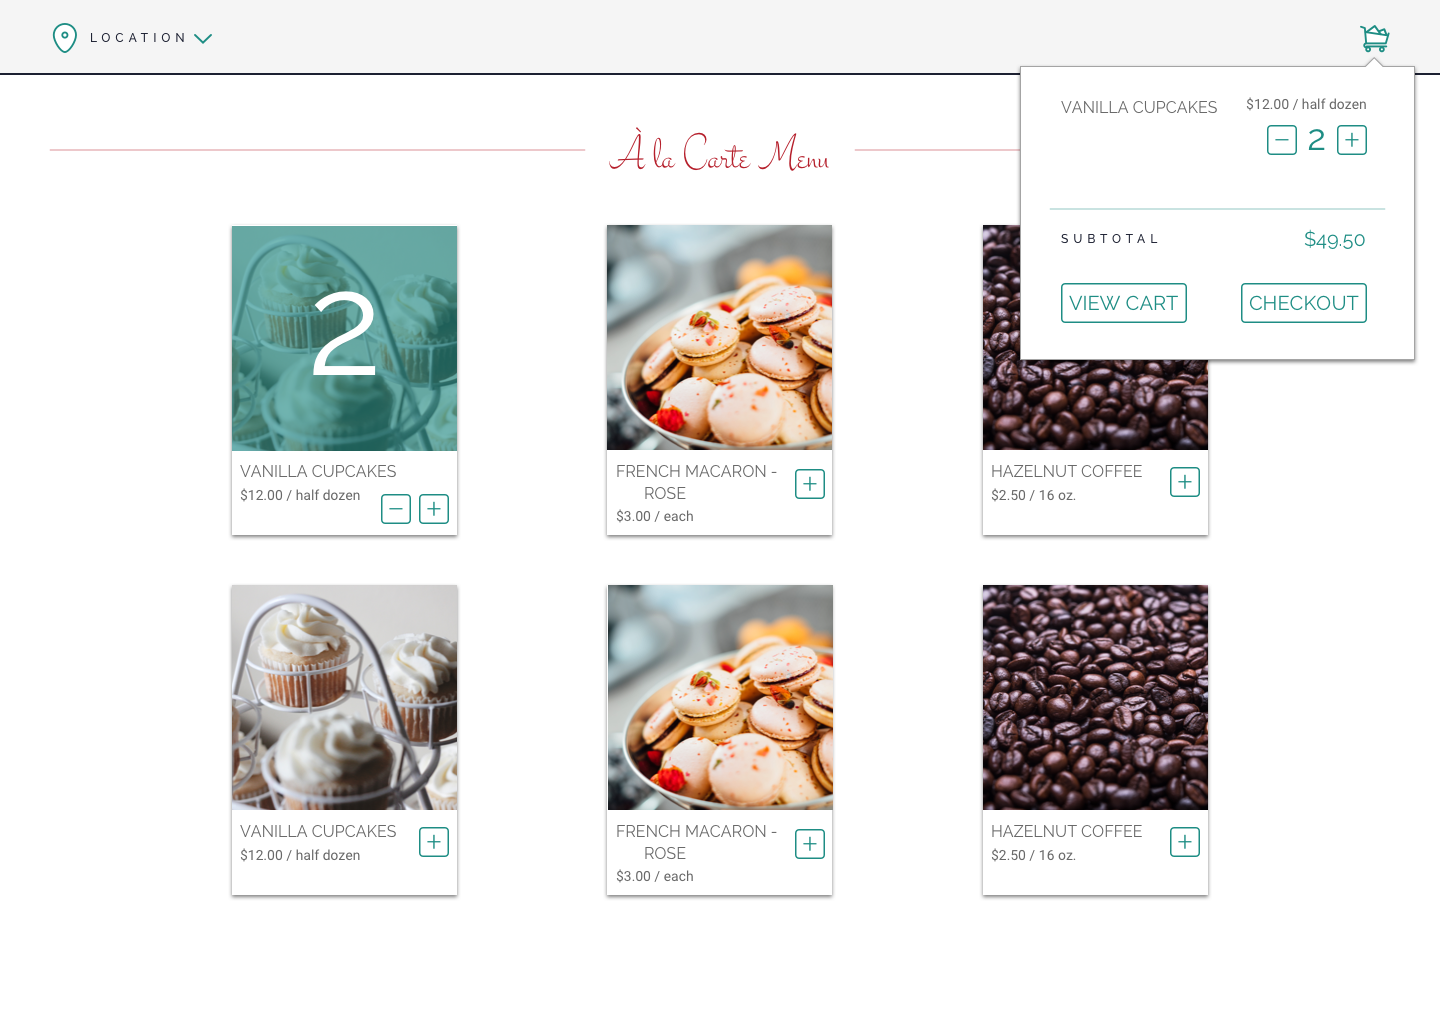 LOCATION
VANILLA CUPCAKES
$12.00 / half dozen
2
SUBTOTAL
$49.50
VIEW CART
CHECKOUT
À la Carte Menu
2
VANILLA CUPCAKES
$12.00 / half dozen
FRENCH MACARON -
ROSE
$3.00 / each
HAZELNUT COFFEE
$2.50 / 16 oz.
VANILLA CUPCAKES
$12.00 / half dozen
FRENCH MACARON -
ROSE
$3.00 / each
HAZELNUT COFFEE
$2.50 / 16 oz.